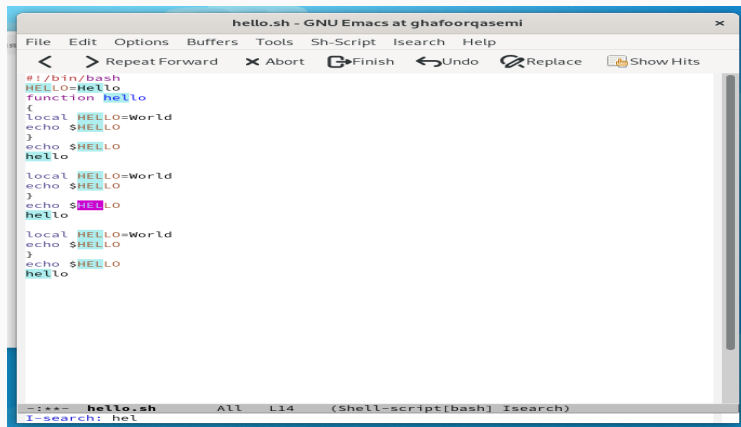 hello.sh - GNU Emacs at ghafoorqasemi
File Edit Options Buffers Tools Sh-Script Isearch Help
Repeat Forward Abort Finish Undo Replace Show Hits
#!/bin/bash
HELLO=Hello
function hello
{
local HELLO=World
echo $HELLO
}
echo $HELLO
hello
local HELLO=World
echo $HELLO
}
echo $HELLO
hello
local HELLO=World
echo $HELLO
}
echo $HELLO
hello
-:**- hello.sh All L14 (Shell-script[bash] Isearch)
I-search: hel